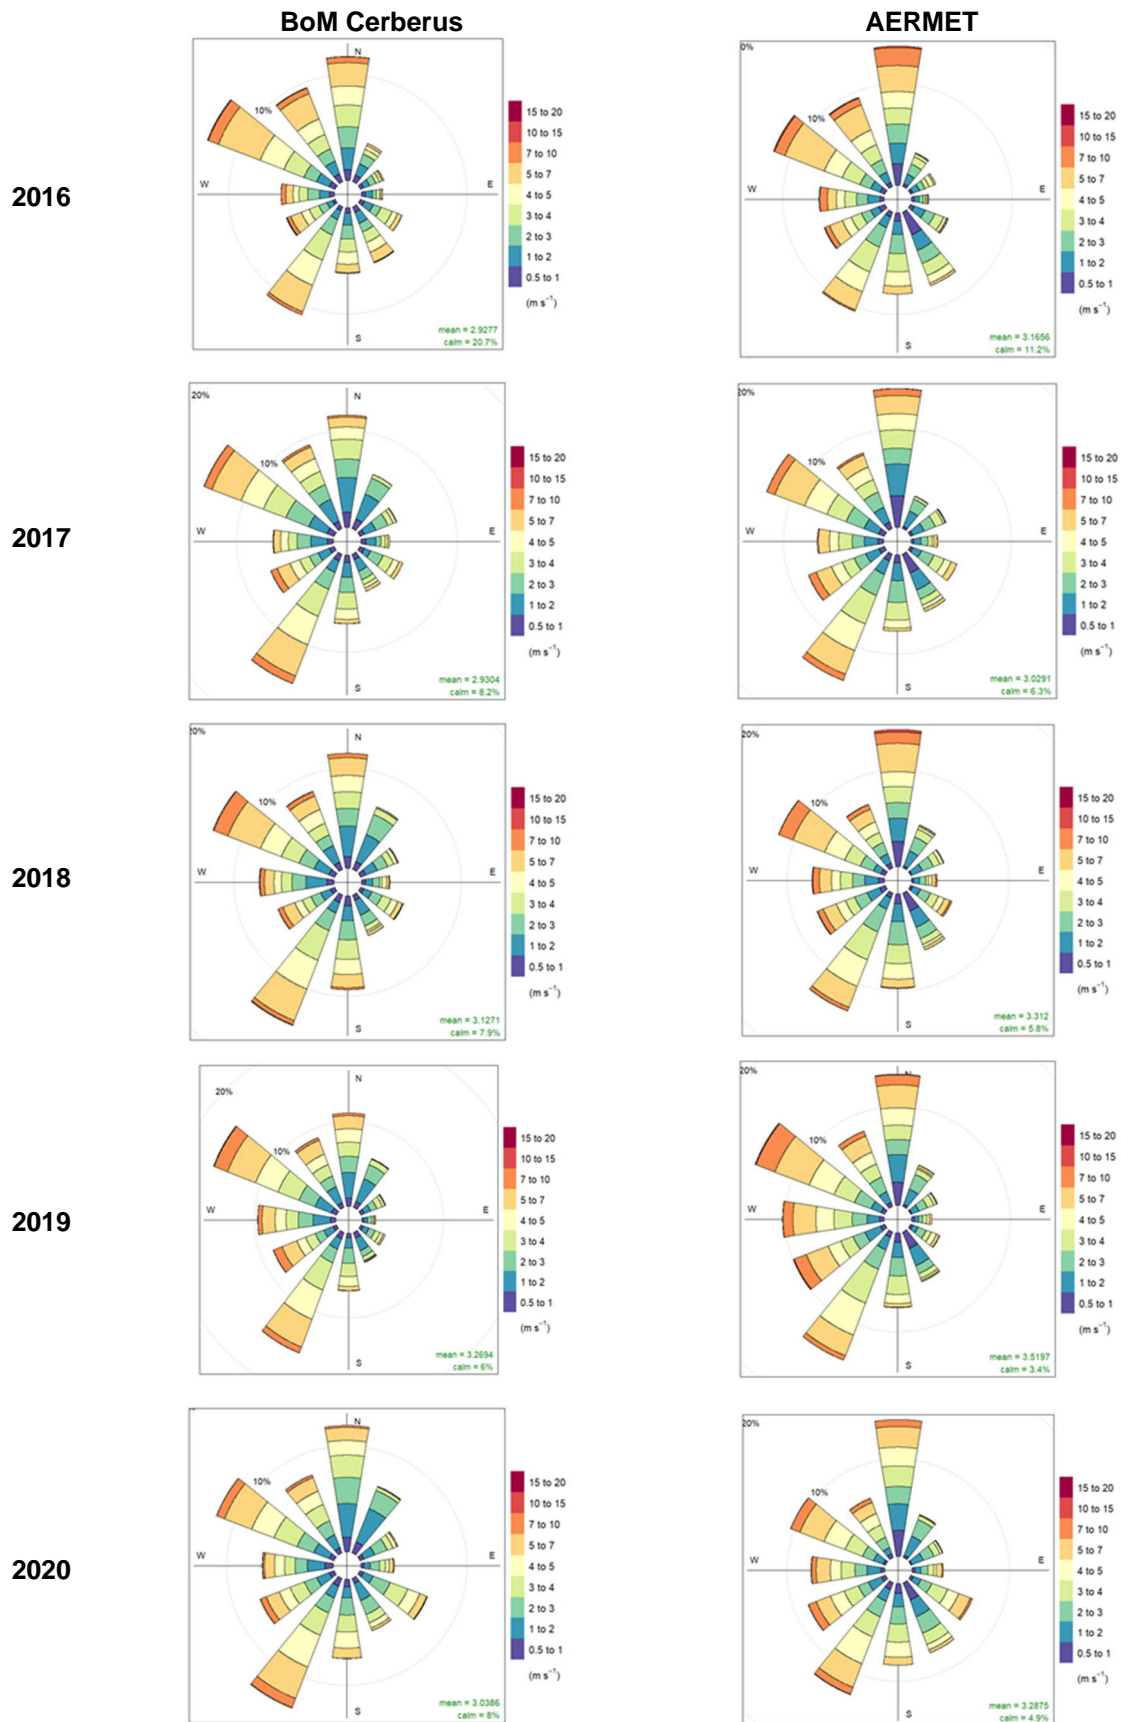 BoM Cerberus AERMET
2016
N
10%
W
E
S
mean = 2.9277
calm = 20.7%
15 to 20
10 to 15
7 to 10
5 to 7
4 to 5
3 to 4
2 to 3
1 to 2
0.5 to 1
(m s⁻¹)
0%
10%
W
E
S
mean = 3.1656
calm = 11.2%
15 to 20
10 to 15
7 to 10
5 to 7
4 to 5
3 to 4
2 to 3
1 to 2
0.5 to 1
(m s⁻¹)
2017
20%
N
10%
W
E
S
mean = 2.9304
calm = 8.2%
15 to 20
10 to 15
7 to 10
5 to 7
4 to 5
3 to 4
2 to 3
1 to 2
0.5 to 1
(m s⁻¹)
20%
10%
W
E
S
mean = 3.0291
calm = 6.3%
15 to 20
10 to 15
7 to 10
5 to 7
4 to 5
3 to 4
2 to 3
1 to 2
0.5 to 1
(m s⁻¹)
2018
20%
N
10%
W
E
S
mean = 3.1271
calm = 7.9%
15 to 20
10 to 15
7 to 10
5 to 7
4 to 5
3 to 4
2 to 3
1 to 2
0.5 to 1
(m s⁻¹)
20%
10%
W
E
S
mean = 3.312
calm = 5.8%
15 to 20
10 to 15
7 to 10
5 to 7
4 to 5
3 to 4
2 to 3
1 to 2
0.5 to 1
(m s⁻¹)
2019
20%
N
10%
W
E
S
mean = 3.2694
calm = 6%
15 to 20
10 to 15
7 to 10
5 to 7
4 to 5
3 to 4
2 to 3
1 to 2
0.5 to 1
(m s⁻¹)
20%
N
10%
W
E
S
mean = 3.5197
calm = 3.4%
15 to 20
10 to 15
7 to 10
5 to 7
4 to 5
3 to 4
2 to 3
1 to 2
0.5 to 1
(m s⁻¹)
2020
N
10%
W
E
S
mean = 3.0386
calm = 8%
15 to 20
10 to 15
7 to 10
5 to 7
4 to 5
3 to 4
2 to 3
1 to 2
0.5 to 1
(m s⁻¹)
20%
10%
W
E
S
mean = 3.2875
calm = 4.9%
15 to 20
10 to 15
7 to 10
5 to 7
4 to 5
3 to 4
2 to 3
1 to 2
0.5 to 1
(m s⁻¹)